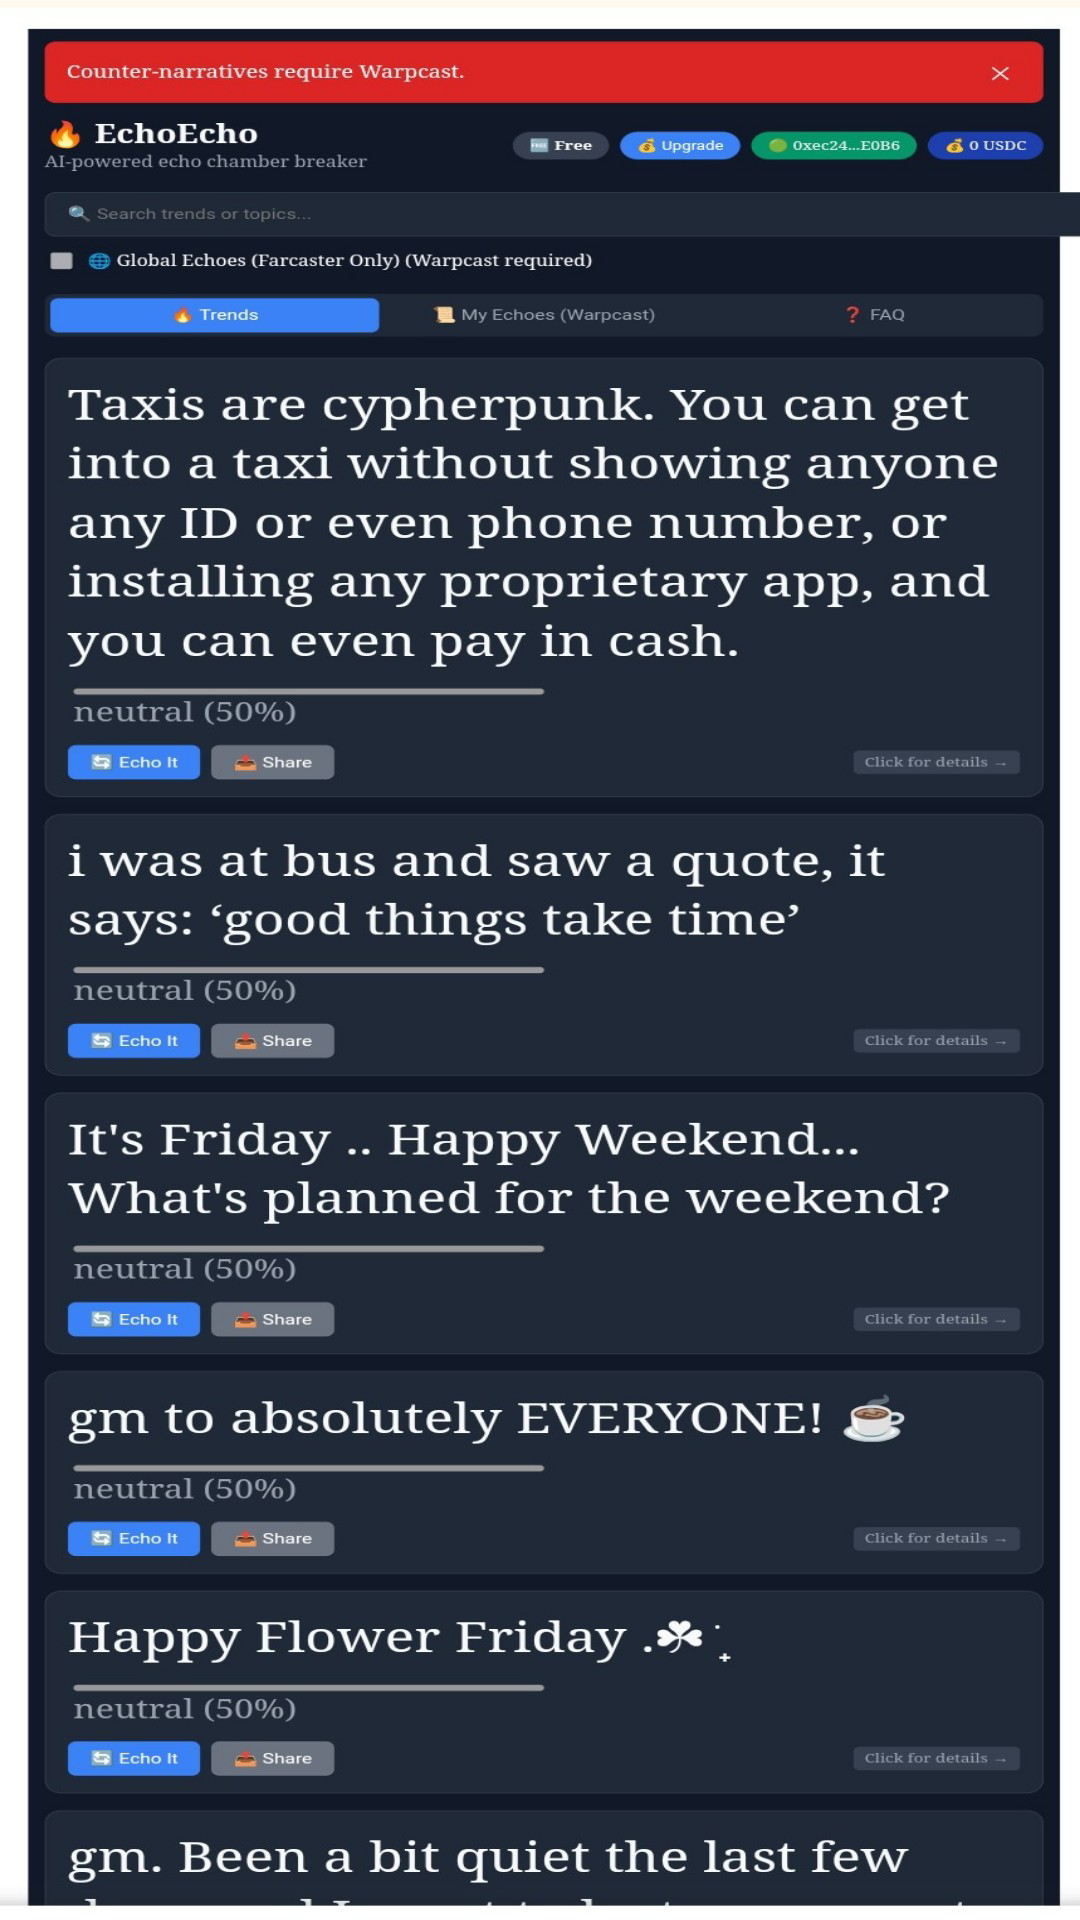 Counter-narratives require Warpcast.
🔥 EchoEcho
AI-powered echo chamber breaker
🆓 Free
💰 Upgrade
🟢 0xec24...E0B6
💰 0 USDC
🔍 Search trends or topics...
🌐 Global Echoes (Farcaster Only) (Warpcast required)
🔥 Trends
📜 My Echoes (Warpcast)
❓ FAQ
Taxis are cypherpunk. You can get
into a taxi without showing anyone
any ID or even phone number, or
installing any proprietary app, and
you can even pay in cash.
neutral (50%)
🔄 Echo It
📤 Share
Click for details →
i was at bus and saw a quote, it
says: ‘good things take time’
neutral (50%)
🔄 Echo It
📤 Share
Click for details →
It's Friday .. Happy Weekend...
What's planned for the weekend?
neutral (50%)
🔄 Echo It
📤 Share
Click for details →
gm to absolutely EVERYONE! ☕
neutral (50%)
🔄 Echo It
📤 Share
Click for details →
Happy Flower Friday .☘︎ ݁˖
neutral (50%)
🔄 Echo It
📤 Share
Click for details →
gm. Been a bit quiet the last few